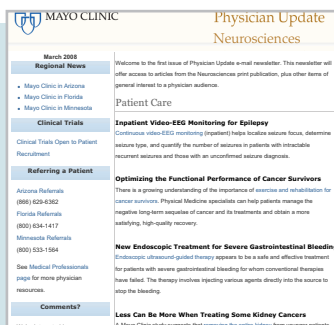 MAYO CLINIC
Physician Update
Neurosciences
March 2008
Regional News
Mayo Clinic in Arizona
Mayo Clinic in Florida
Mayo Clinic in Minnesota
Clinical Trials
Clinical Trials Open to Patient
Recruitment
Referring a Patient
Arizona Referrals
(866) 629-6362
Florida Referrals
(800) 634-1417
Minnesota Referrals
(800) 533-1564
See Medical Professionals
page for more physician
resources.
Comments?
Welcome to the first issue of Physician Update e-mail newsletter. This newsletter will
offer access to articles from the Neurosciences print publication, plus other items of
general interest to a physician audience.
Patient Care
Inpatient Video-EEG Monitoring for Epilepsy
Continuous video-EEG monitoring (inpatient) helps localize seizure focus, determine
seizure type, and quantify the number of seizures in patients with intractable
recurrent seizures and those with an unconfirmed seizure diagnosis.
Optimizing the Functional Performance of Cancer Survivors
There is a growing understanding of the importance of exercise and rehabilitation for
cancer survivors. Physical Medicine specialists can help patients manage the
negative long-term sequelae of cancer and its treatments and obtain a more
satisfying, high-quality recovery.
New Endoscopic Treatment for Severe Gastrointestinal Bleeding
Endoscopic ultrasound-guided therapy appears to be a safe and effective treatment
for patients with severe gastrointestinal bleeding for whom conventional therapies
have failed. The therapy involves injecting various agents directly into the source to
stop the bleeding.
Less Can Be More When Treating Some Kidney Cancers